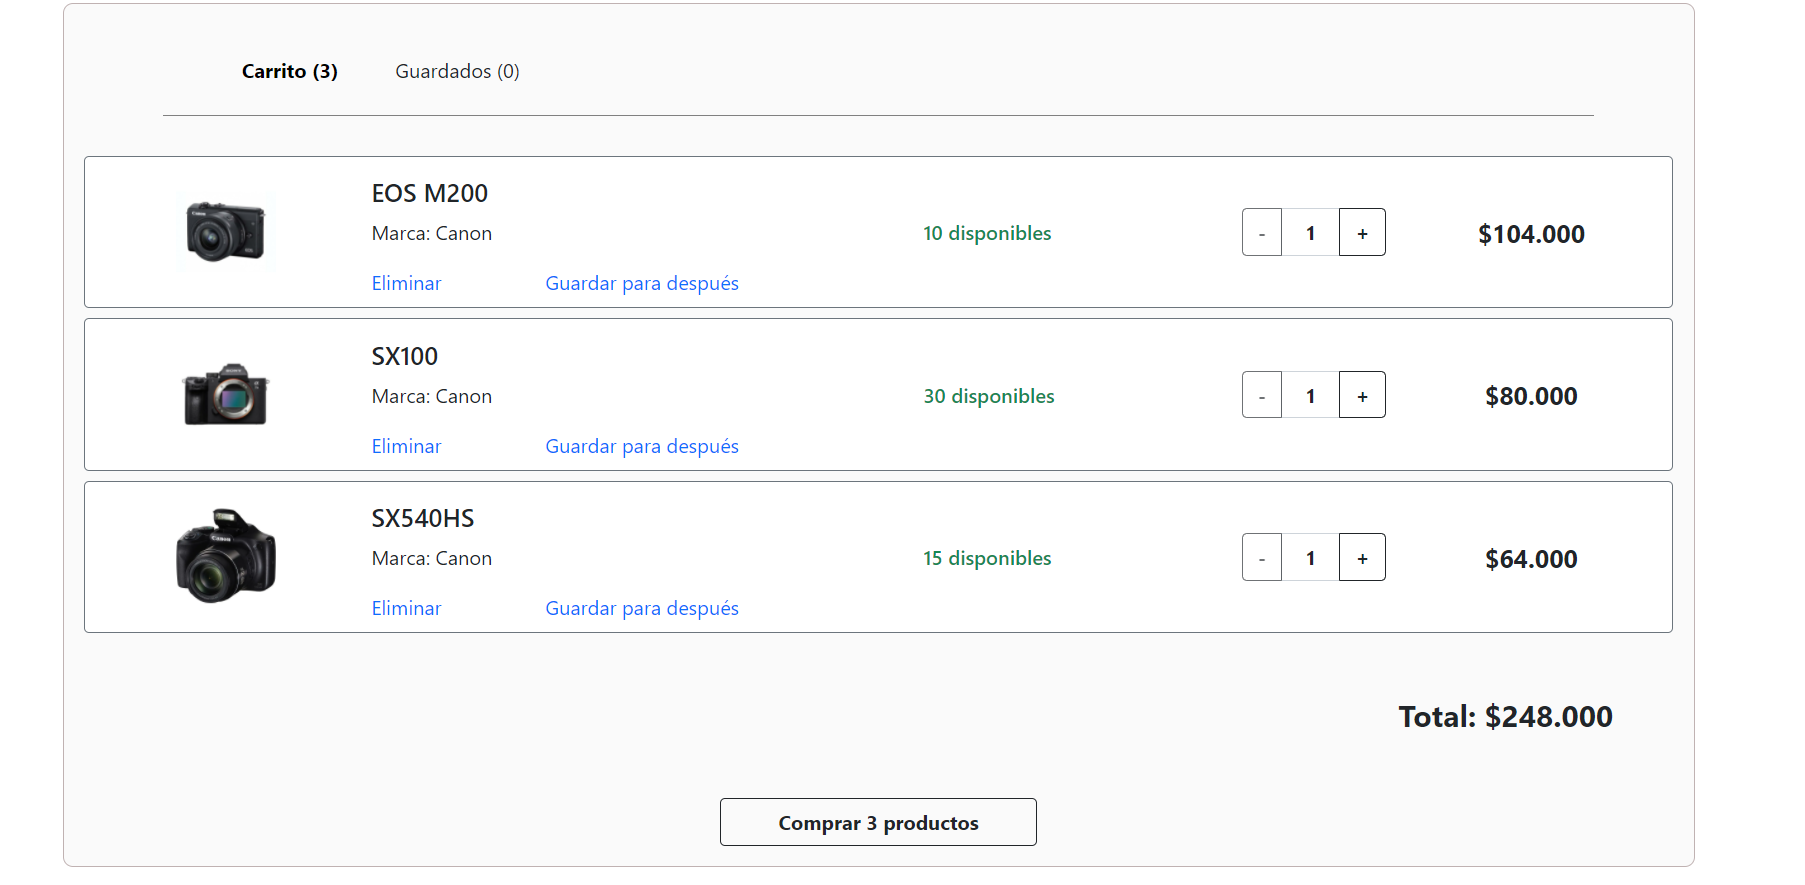 Carrito (3) Guardados (0)
EOS M200
Marca: Canon
10 disponibles
- 1 +
$104.000
Eliminar Guardar para después
SX100
Marca: Canon
30 disponibles
- 1 +
$80.000
Eliminar Guardar para después
SX540HS
Marca: Canon
15 disponibles
- 1 +
$64.000
Eliminar Guardar para después
Total: $248.000
Comprar 3 productos